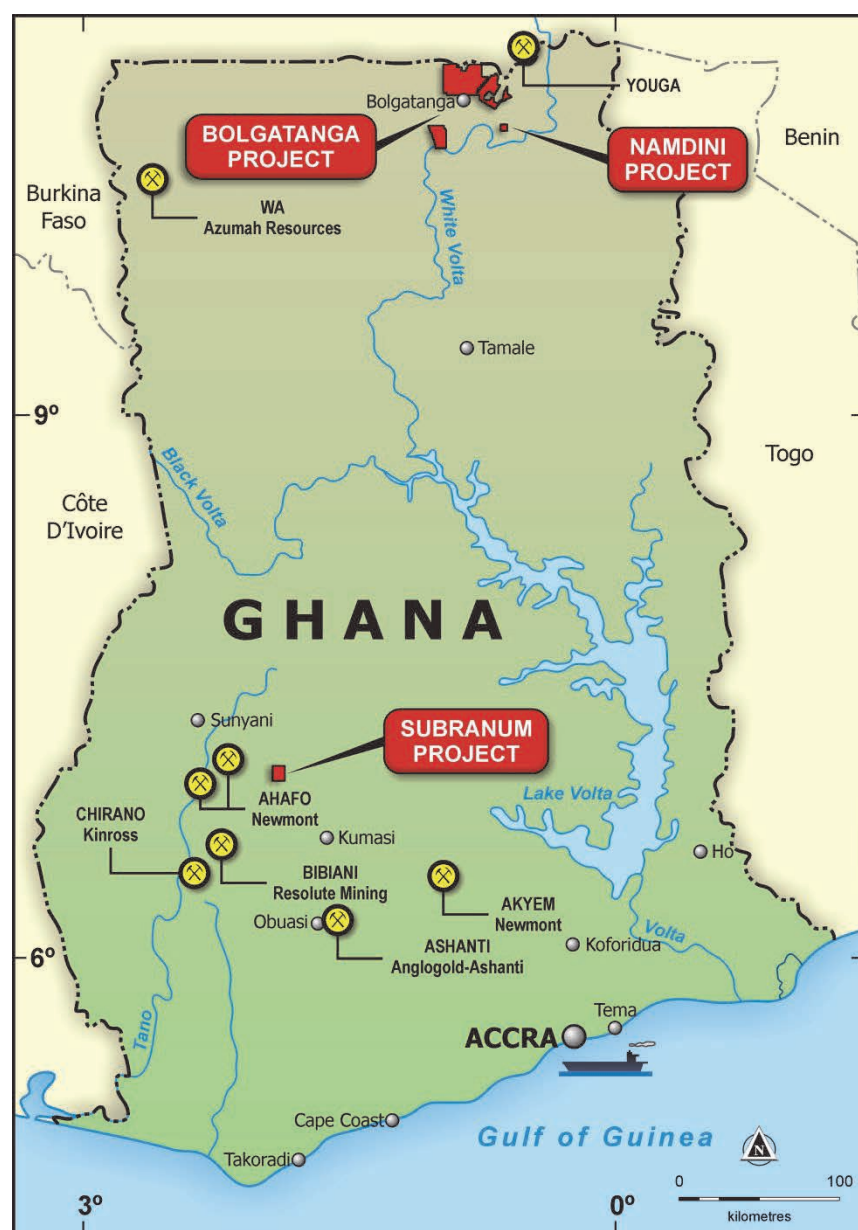 YOUGA
Bolgatanga
BOLGATANGA
PROJECT
NAMDINI
PROJECT
Benin
Burkina
Faso
WA
Azumah Resources
White Volta
Tamale
9º
Black Volta
Togo
Côte
D'Ivoire
GHANA
Sunyani
SUBRANUM
PROJECT
AHAFO
Newmont
Lake Volta
CHIRANO
Kinross
Kumasi
Ho
BIBIANI
Resolute Mining
AKYEM
Newmont
Obuasi
ASHANTI
Anglogold-Ashanti
Volta
Koforidua
6º
Tano
Tema
ACCRA
Cape Coast
Gulf of Guinea
Takoradi
N
3º
0º
0
100
kilometres